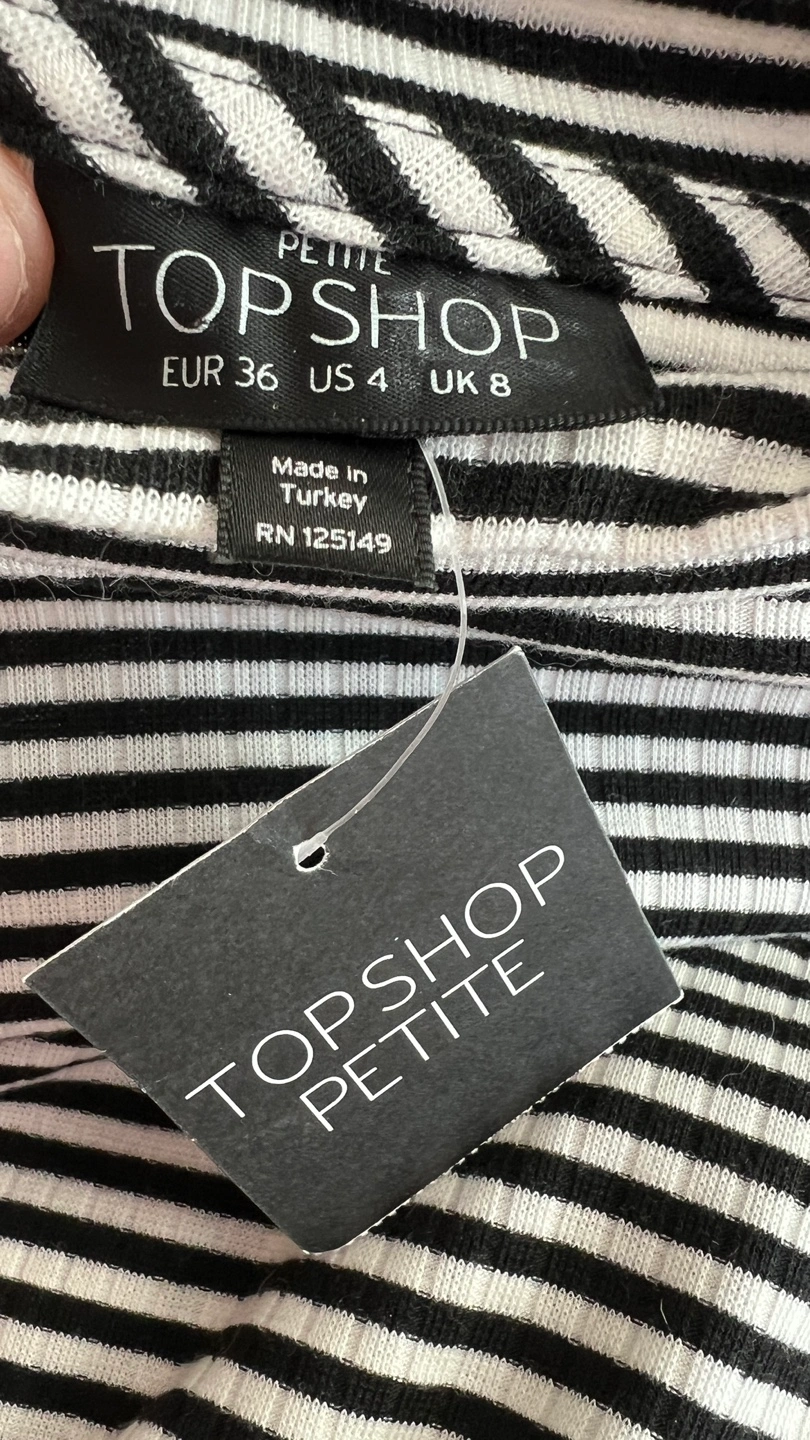 PETITE
TOPSHOP
EUR 36 US 4 UK 8
Made in
Turkey
RN 125149
TOPSHOP
PETITE